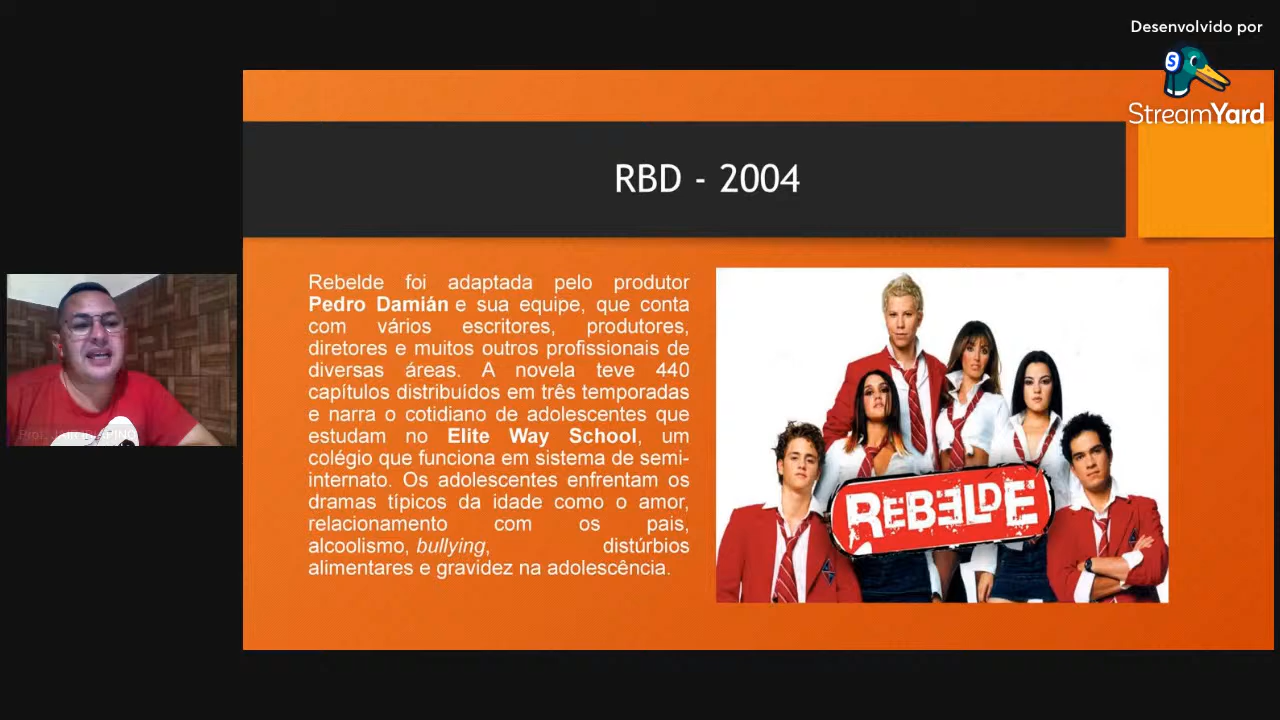 Desenvolvido por
StreamYard
RBD - 2004
Rebelde foi adaptada pelo produtor
Pedro Damián e sua equipe, que conta
com vários escritores, produtores,
diretores e muitos outros profissionais de
diversas áreas. A novela teve 440
capítulos distribuídos em três temporadas
e narra o cotidiano de adolescentes que
estudam no Elite Way School, um
colégio que funciona em sistema de semi-
internato. Os adolescentes enfrentam os
dramas típicos da idade como o amor,
relacionamento com os pais,
alcoolismo, bullying, distúrbios
alimentares e gravidez na adolescência.
REBELDE